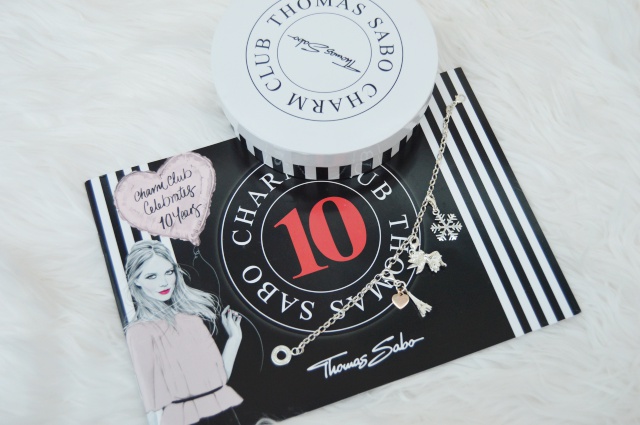 THOMAS SABO CHARM CLUB
Thomas Sabo
Charm Club
Celebrates
10 Years
CHARM CLUB THOMAS SABO
10
Thomas Sabo